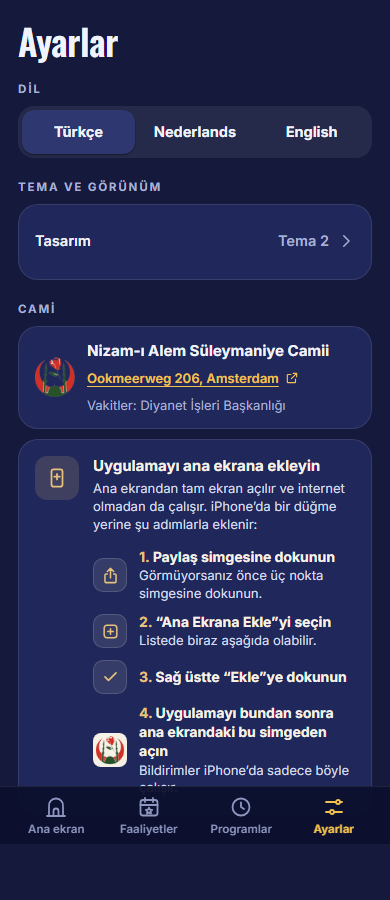 Ayarlar
DİL
Türkçe
Nederlands
English
TEMA VE GÖRÜNÜM
Tasarım
Tema 2
CAMİ
Nizam-ı Alem Süleymaniye Camii
Ookmeerweg 206, Amsterdam
Vakitler: Diyanet İşleri Başkanlığı
Uygulamayı ana ekrana ekleyin
Ana ekrandan tam ekran açılır ve internet
olmadan da çalışır. iPhone’da bir düğme
yerine şu adımlarla eklenir:
1. Paylaş simgesine dokunun
Görmüyorsanız önce üç nokta
simgesine dokunun.
2. “Ana Ekrana Ekle”yi seçin
Listede biraz aşağıda olabilir.
3. Sağ üstte “Ekle”ye dokunun
4. Uygulamayı bundan sonra
ana ekrandaki bu simgeden
açın
Bildirimler iPhone’da sadece böyle
Ana ekran
Faaliyetler
Programlar
Ayarlar